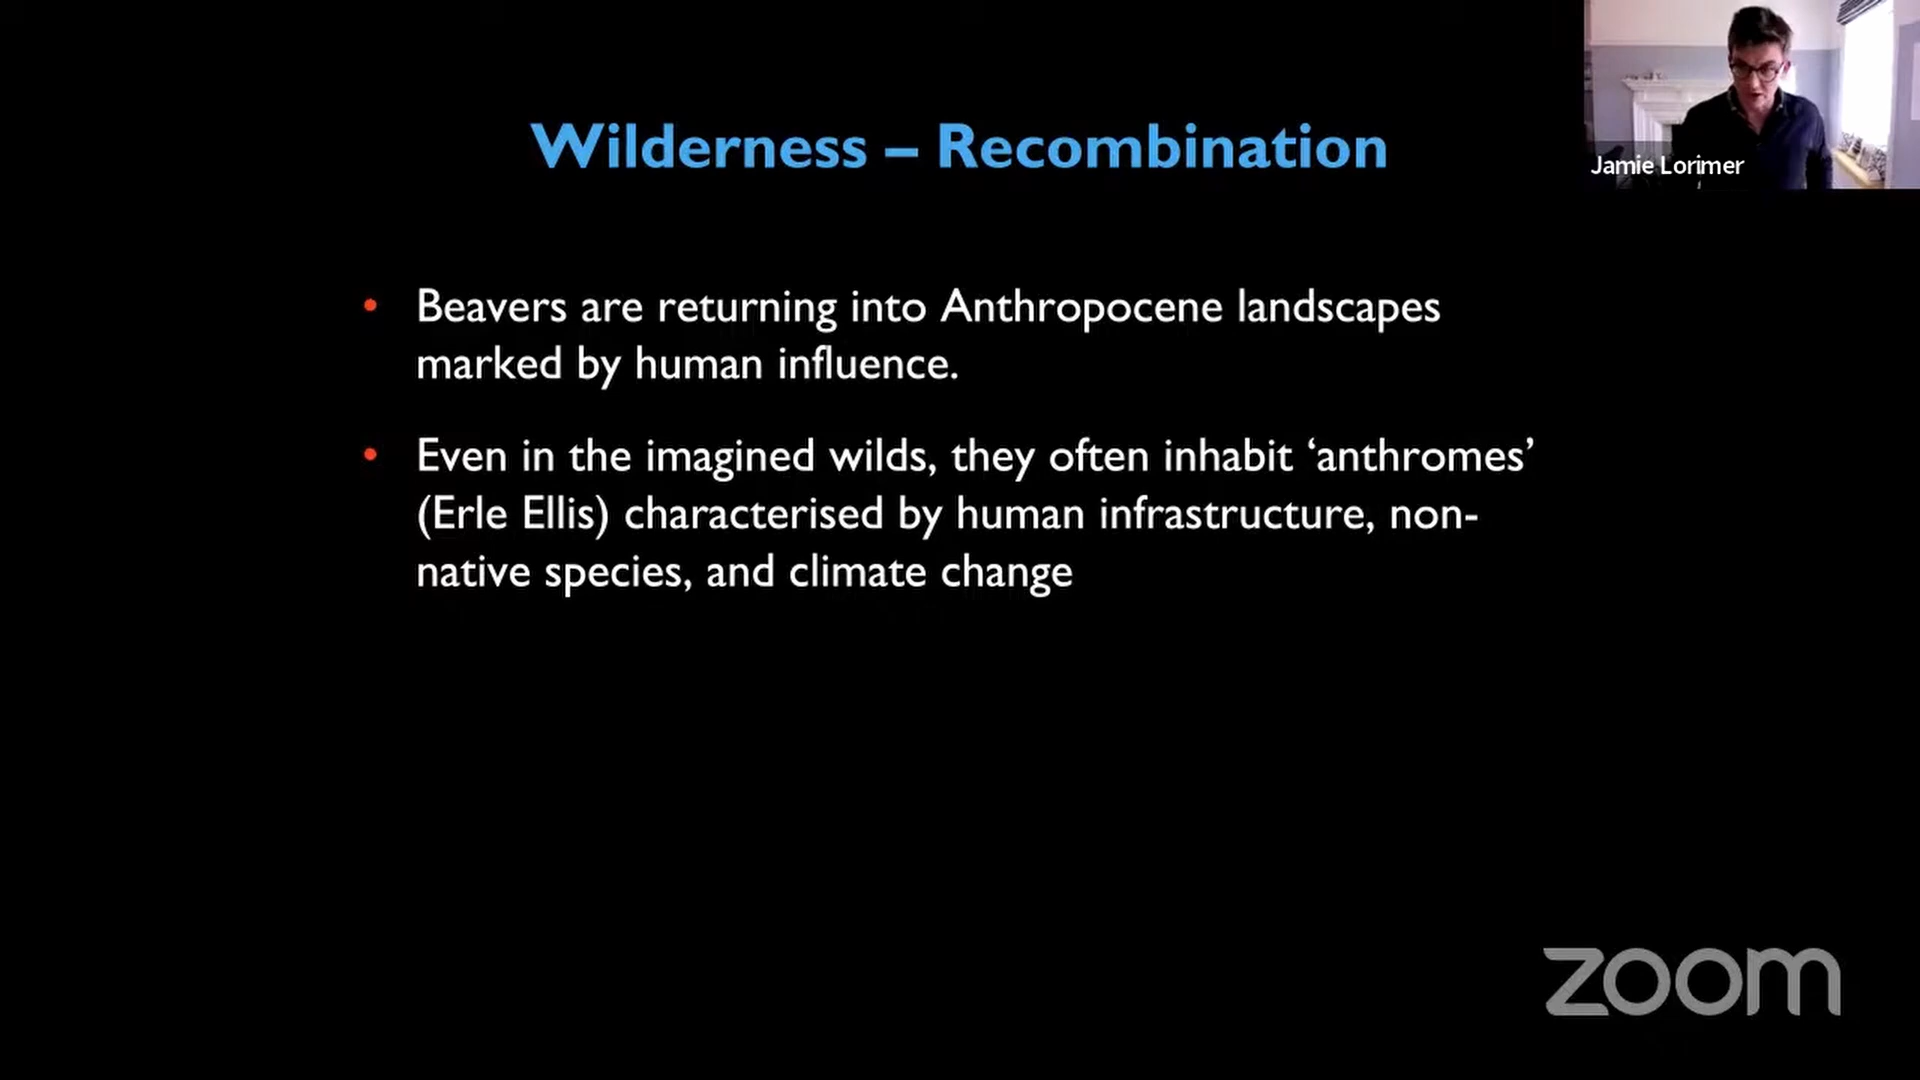 Wilderness – Recombination
Jamie Lorimer
• Beavers are returning into Anthropocene landscapes
marked by human influence.
• Even in the imagined wilds, they often inhabit ‘anthromes’
(Erle Ellis) characterised by human infrastructure, non-
native species, and climate change
zoom